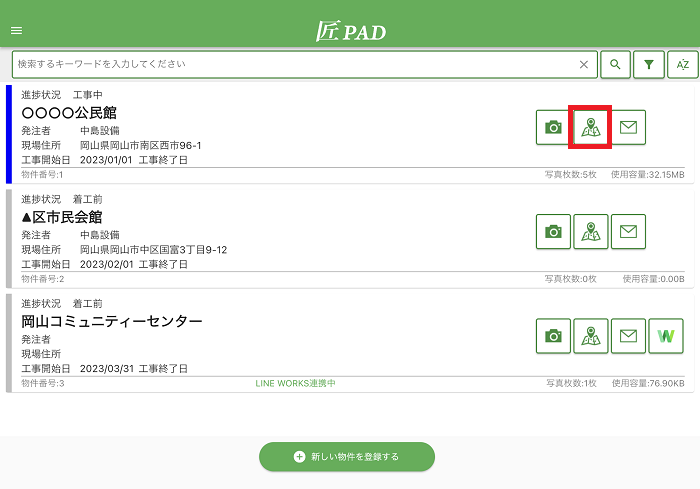 匠 PAD
検索するキーワードを入力してください
AZ
進捗状況 工事中
〇〇〇〇公民館
発注者 中島設備
現場住所 岡山県岡山市南区西市96-1
工事開始日 2023/01/01 工事終了日
物件番号:1 写真枚数:5枚 使用容量:32.15MB
進捗状況 着工前
▲区市民会館
発注者 中島設備
現場住所 岡山県岡山市中区国富3丁目9-12
工事開始日 2023/02/01 工事終了日
物件番号:2 写真枚数:0枚 使用容量:0.00B
進捗状況 着工前
岡山コミュニティーセンター
発注者
現場住所
工事開始日 2023/03/31 工事終了日
物件番号:3 LINE WORKS連携中 写真枚数:1枚 使用容量:76.90KB
新しい物件を登録する